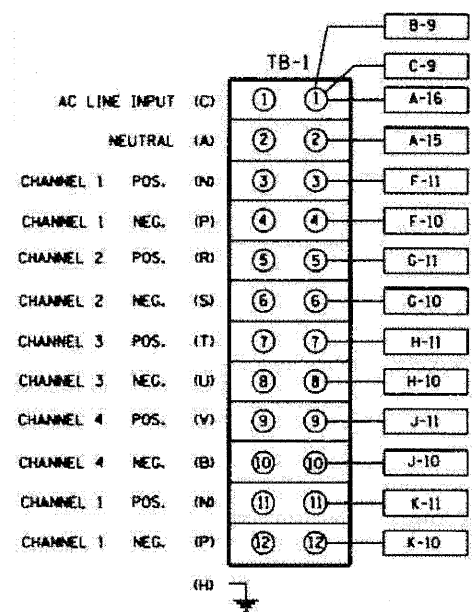 B-9
TB-1 C-9
AC LINE INPUT (C) 1 1 A-16
NEUTRAL (A) 2 2 A-15
CHANNEL 1 POS. (N) 3 3 F-11
CHANNEL 1 NEG. (P) 4 4 F-10
CHANNEL 2 POS. (R) 5 5 G-11
CHANNEL 2 NEG. (S) 6 6 G-10
CHANNEL 3 POS. (T) 7 7 H-11
CHANNEL 3 NEG. (U) 8 8 H-10
CHANNEL 4 POS. (V) 9 9 J-11
CHANNEL 4 NEG. (B) 10 10 J-10
CHANNEL 1 POS. (N) 11 11 K-11
CHANNEL 1 NEG. (P) 12 12 K-10
(H)